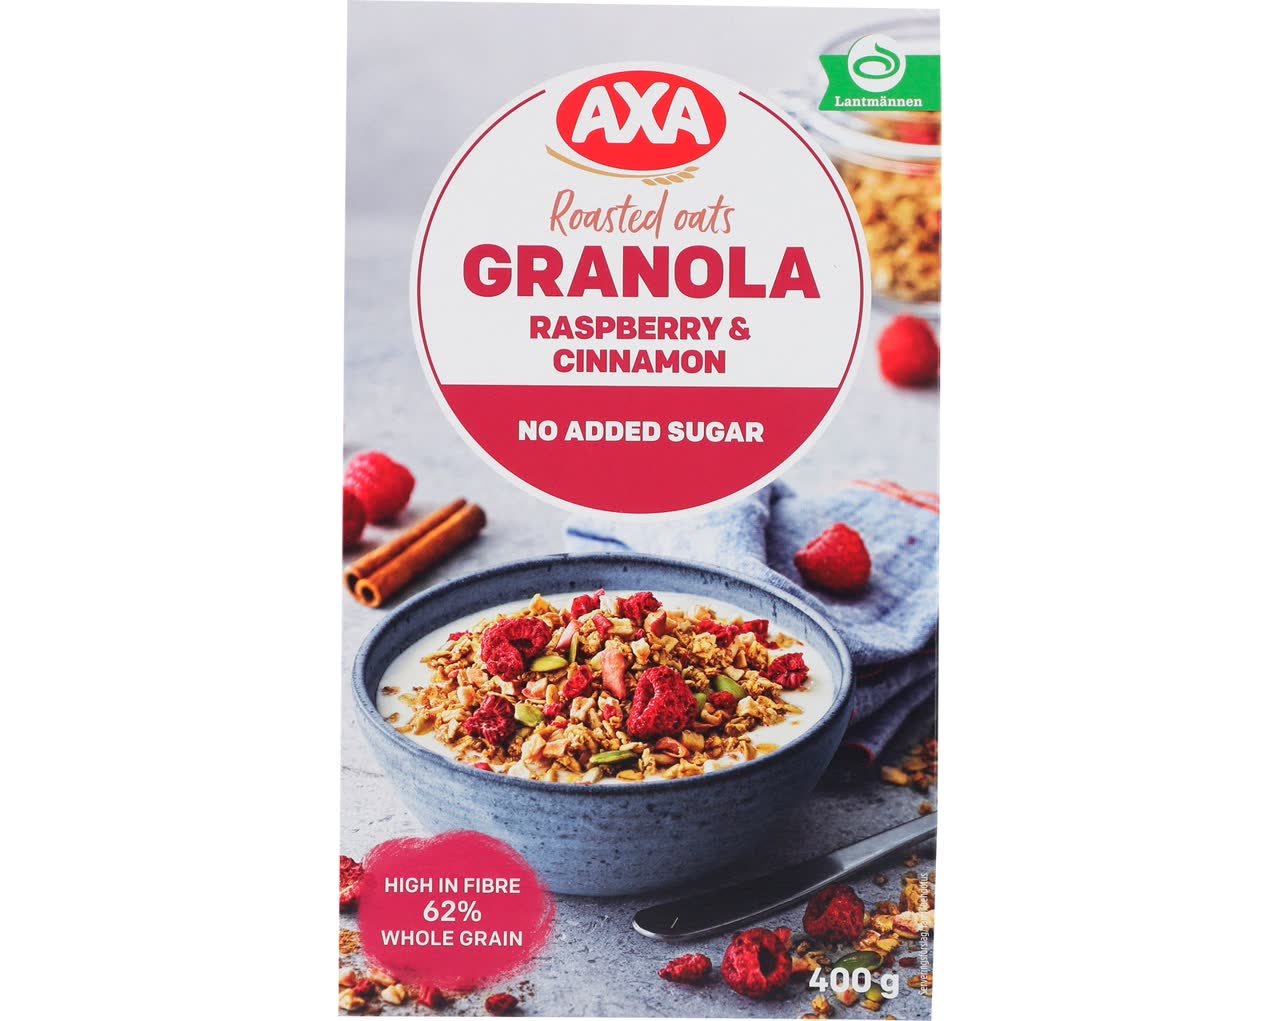 AXA
Lantmännen
Roasted oats
GRANOLA
RASPBERRY &
CINNAMON
NO ADDED SUGAR
HIGH IN FIBRE
62%
WHOLE GRAIN
400 g